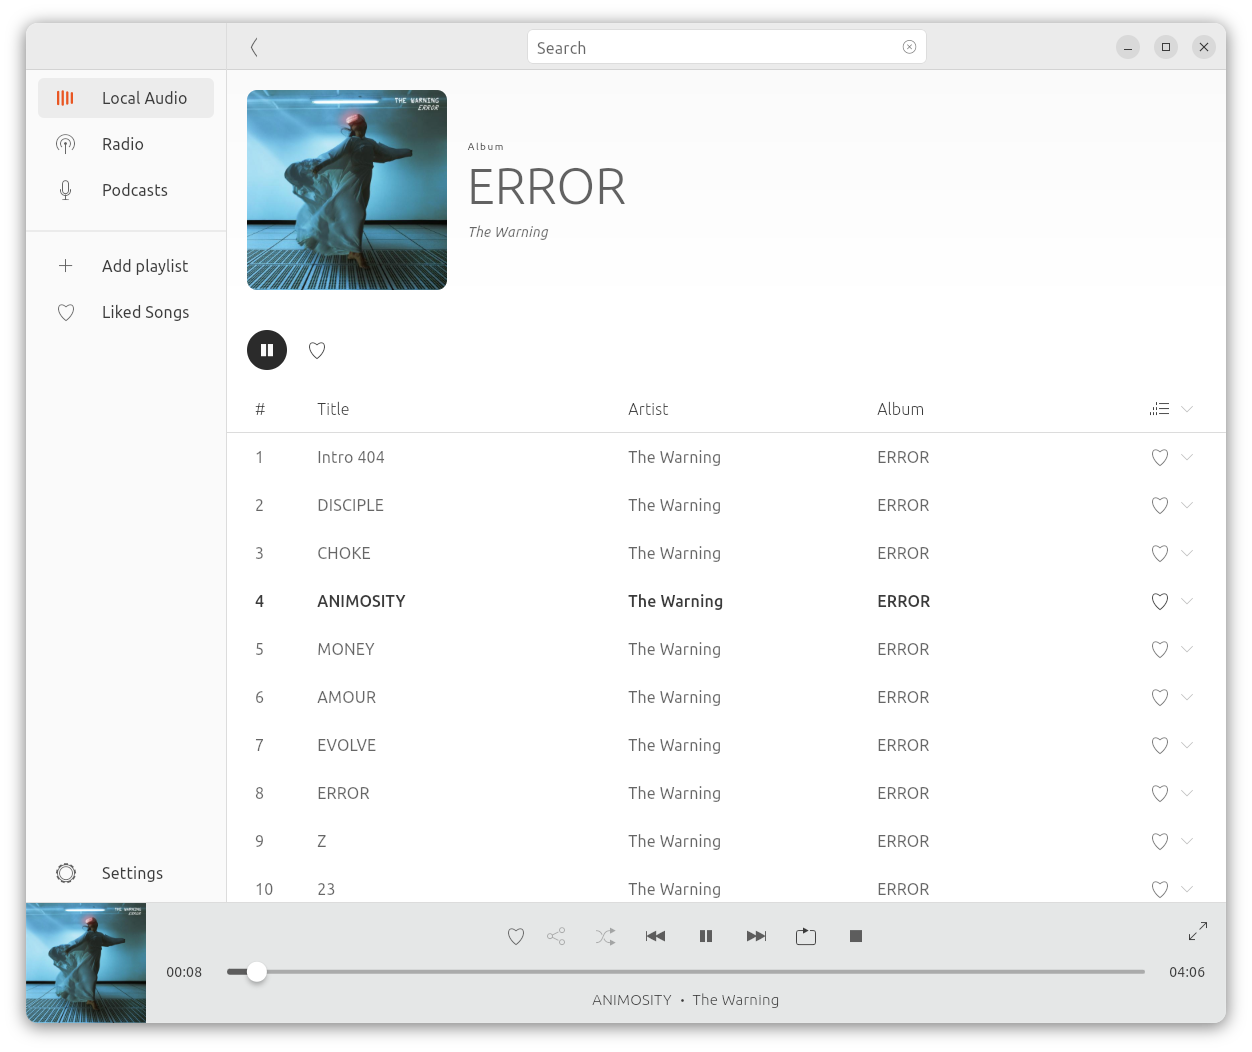 Search
Local Audio
Radio
Podcasts
Add playlist
Liked Songs
Settings
THE WARNING
ERROR
Album
ERROR
The Warning
# Title Artist Album
1 Intro 404 The Warning ERROR
2 DISCIPLE The Warning ERROR
3 CHOKE The Warning ERROR
4 ANIMOSITY The Warning ERROR
5 MONEY The Warning ERROR
6 AMOUR The Warning ERROR
7 EVOLVE The Warning ERROR
8 ERROR The Warning ERROR
9 Z The Warning ERROR
10 23 The Warning ERROR
THE WARNING
ERROR
00:08 04:06
ANIMOSITY • The Warning